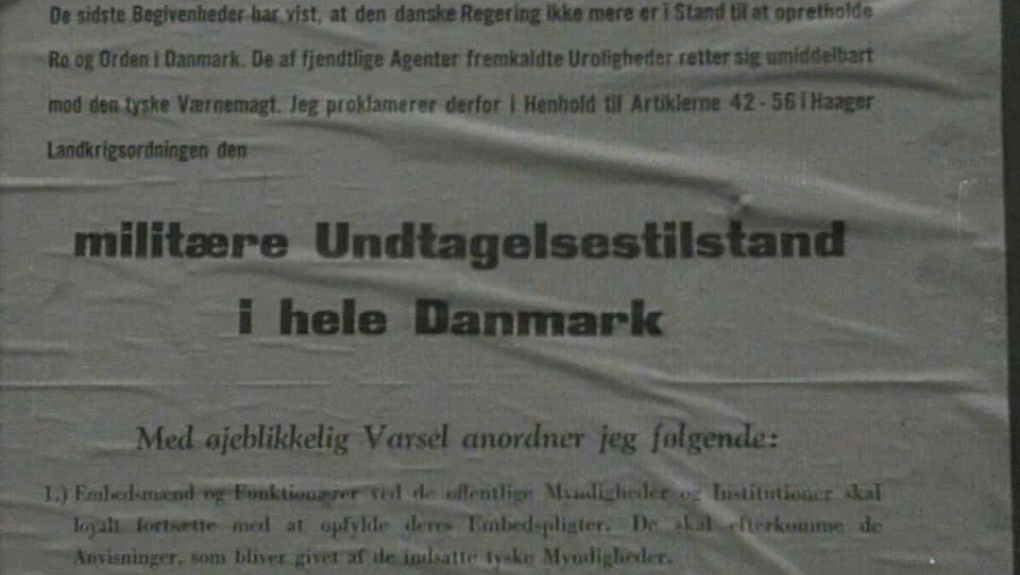 De sidste Begivenheder har vist, at den danske Regering ikke mere er i Stand til at opretholde
Ro og Orden i Danmark. De af fjendtlige Agenter fremkaldte Uroligheder retter sig umiddelbart
mod den tyske Værnemagt. Jeg proklamerer derfor i Henhold til Artiklerne 42-56 i Haager
Landkrigsordningen den
militære Undtagelsestilstand
i hele Danmark
Med øjeblikkelig Varsel anordner jeg følgende:
1.) Embedsmænd og Funktionærer ved de offentlige Myndigheder og Institutioner skal
loyalt fortsætte med at opfylde deres Embedspligter. De skal efterkomme de
Anvisninger, som bliver givet af de indsatte tyske Myndigheder.